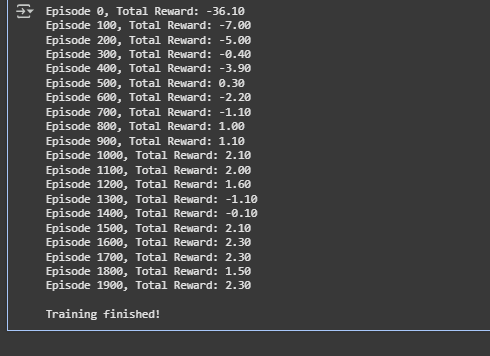 Episode 0, Total Reward: -36.10
Episode 100, Total Reward: -7.00
Episode 200, Total Reward: -5.00
Episode 300, Total Reward: -0.40
Episode 400, Total Reward: -3.90
Episode 500, Total Reward: 0.30
Episode 600, Total Reward: -2.20
Episode 700, Total Reward: -1.10
Episode 800, Total Reward: 1.00
Episode 900, Total Reward: 1.10
Episode 1000, Total Reward: 2.10
Episode 1100, Total Reward: 2.00
Episode 1200, Total Reward: 1.60
Episode 1300, Total Reward: -1.10
Episode 1400, Total Reward: -0.10
Episode 1500, Total Reward: 2.10
Episode 1600, Total Reward: 2.30
Episode 1700, Total Reward: 2.30
Episode 1800, Total Reward: 1.50
Episode 1900, Total Reward: 2.30
Training finished!